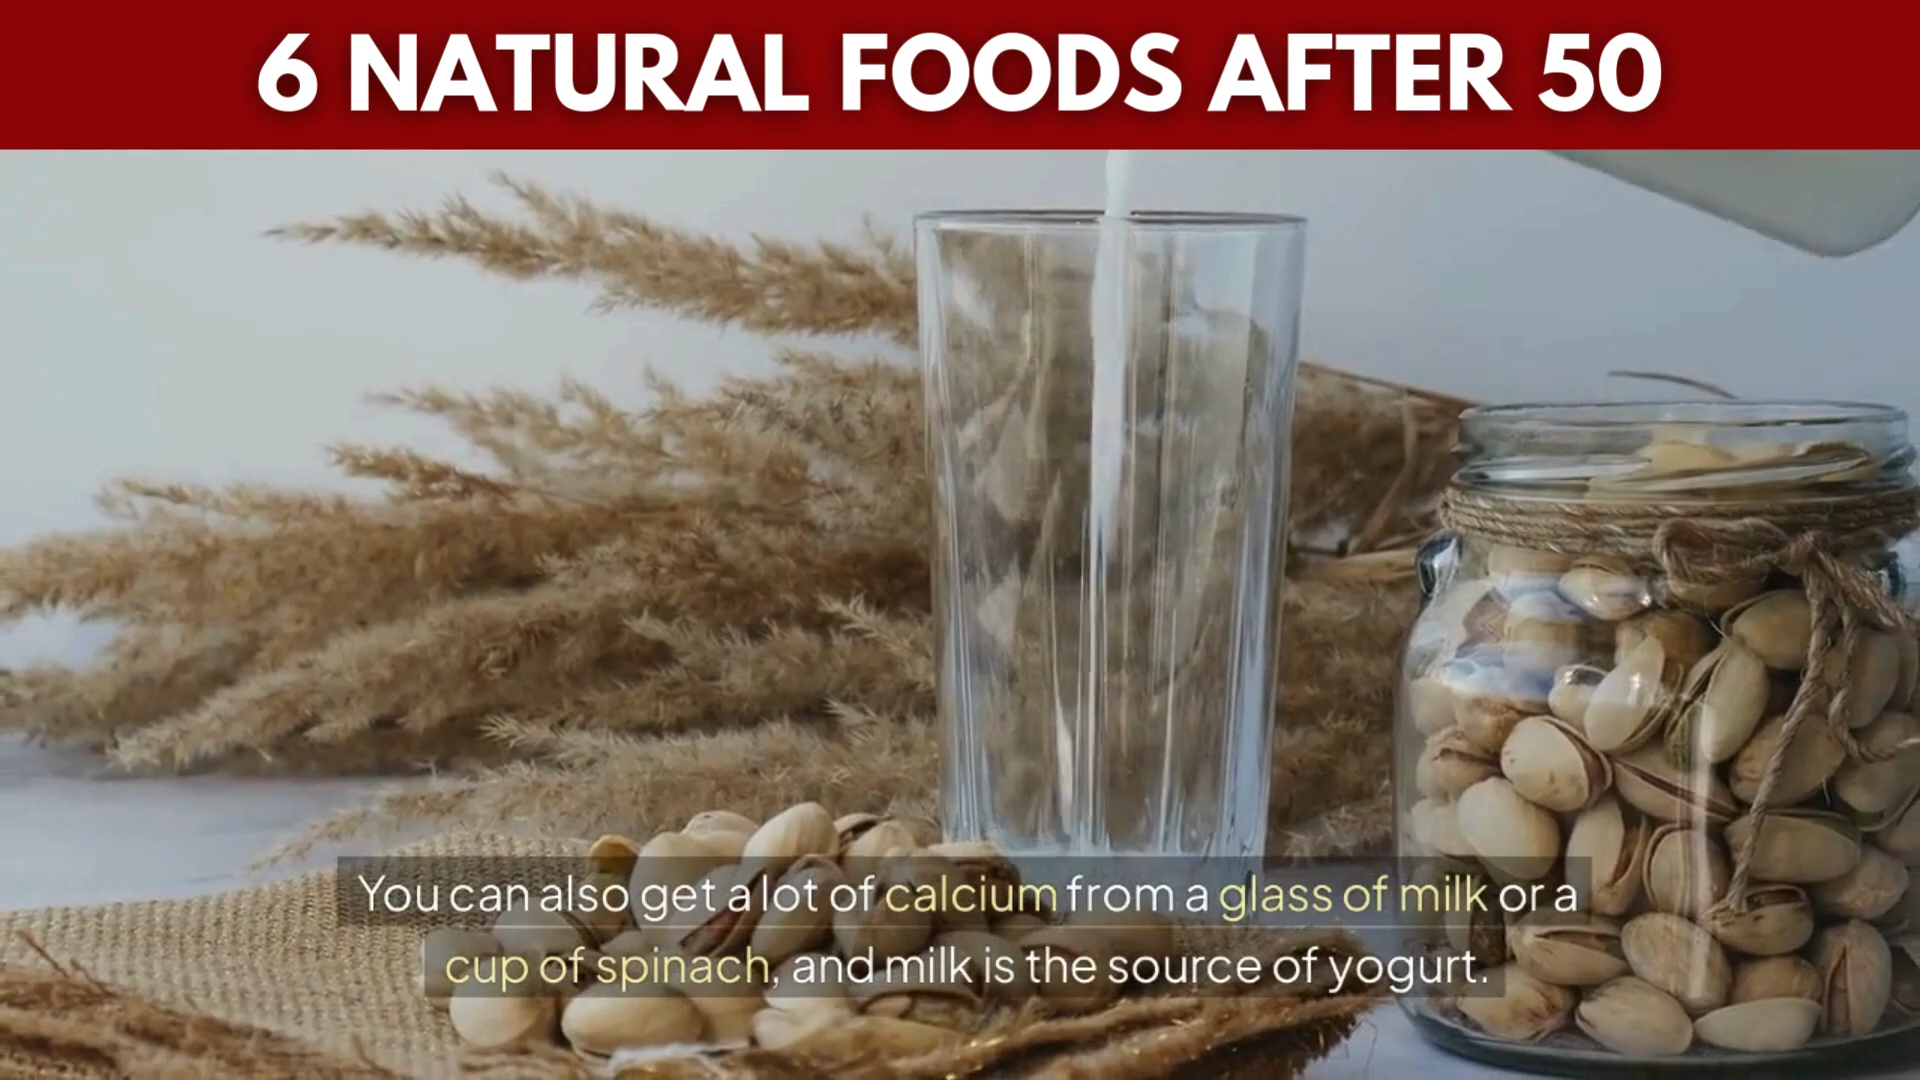 6 NATURAL FOODS AFTER 50
You can also get a lot of calcium from a glass of milk or a
cup of spinach, and milk is the source of yogurt.